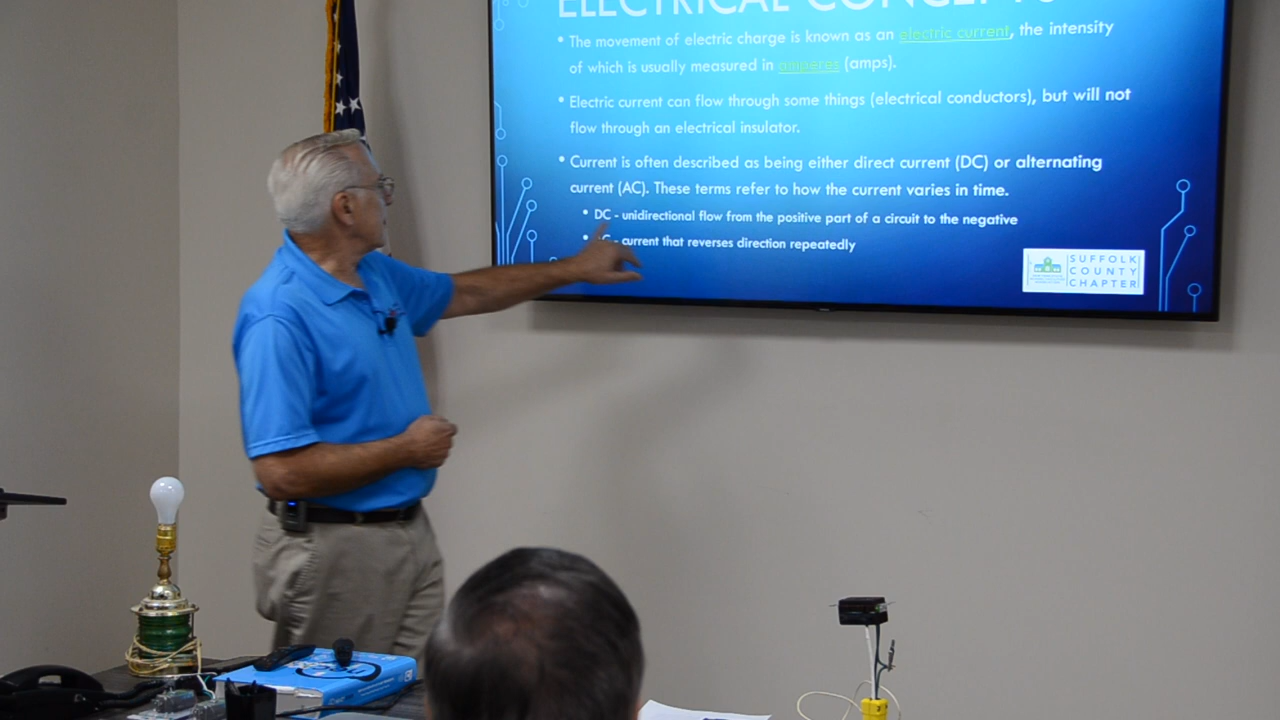 ELECTRICAL CONCEPTS
• The movement of electric charge is known as an electric current, the intensity
of which is usually measured in amperes (amps).
• Electric current can flow through some things (electrical conductors), but will not
flow through an electrical insulator.
• Current is often described as being either direct current (DC) or alternating
current (AC). These terms refer to how the current varies in time.
• DC - unidirectional flow from the positive part of a circuit to the negative
• AC - current that reverses direction repeatedly
SUFFOLK
COUNTY
CHAPTER